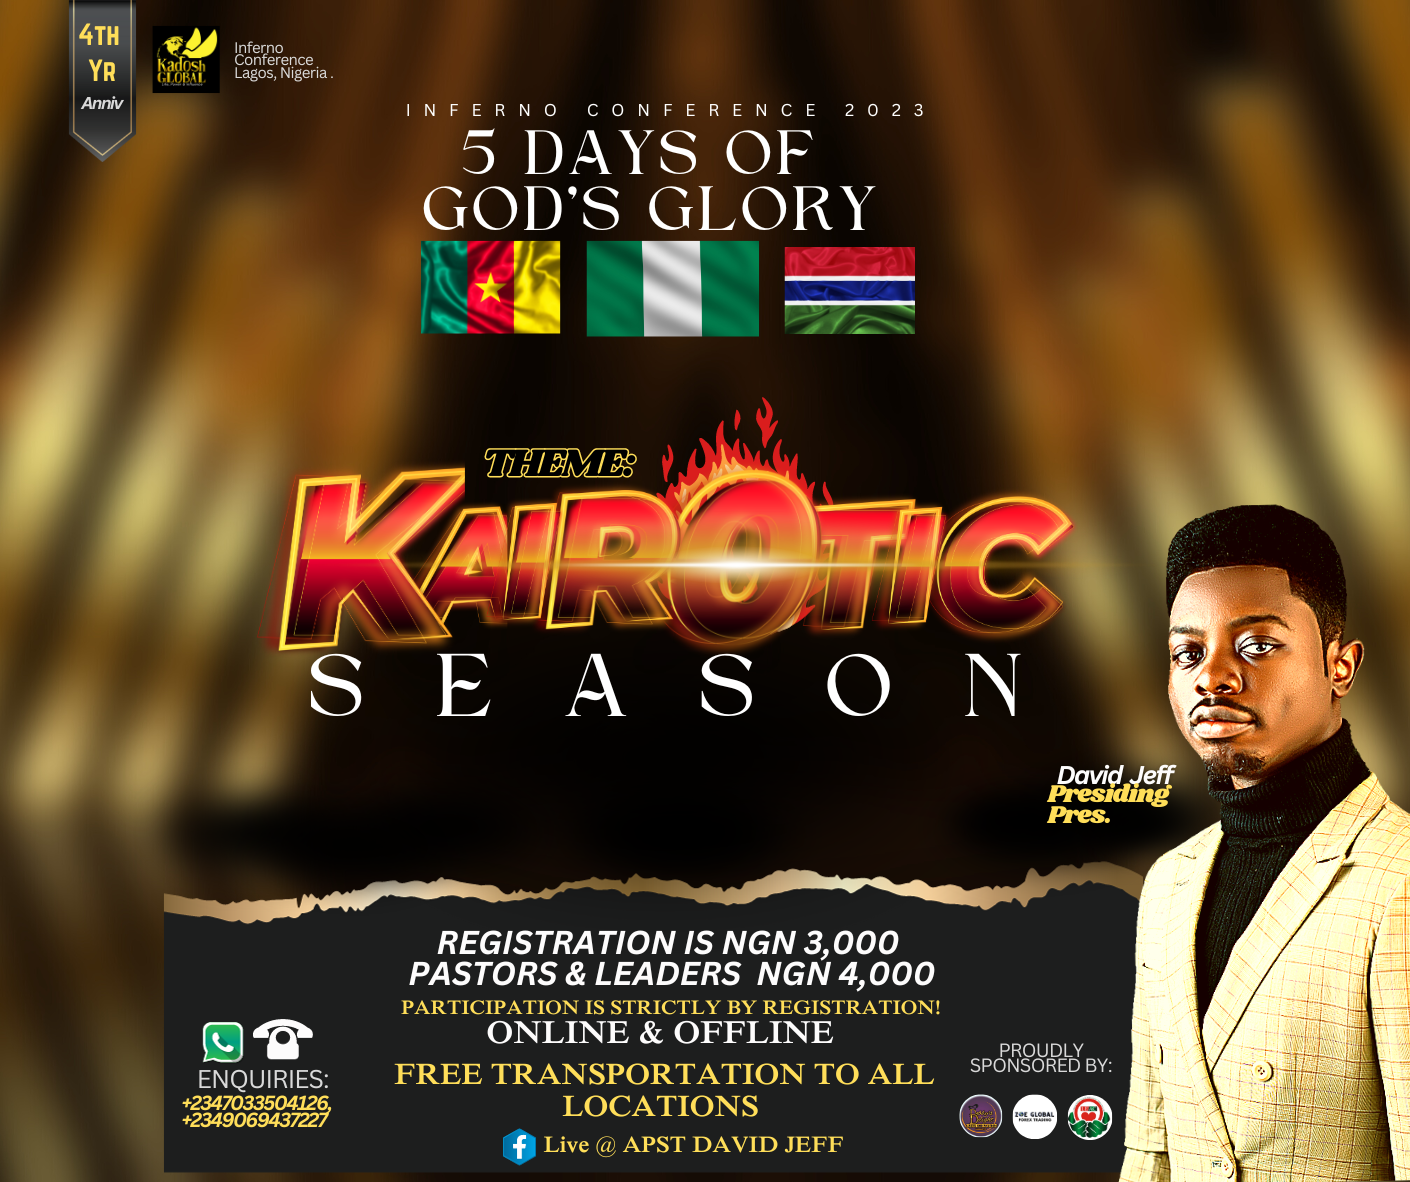 4TH
YR
Anniv
Kadosh
GLOBAL
Inferno
Conference
Lagos, Nigeria .
INFERNO CONFERENCE 2023
5 DAYS OF
GOD'S GLORY
THEME:
KAIROTIC
SEASON
David Jeff
Presiding
Pres.
REGISTRATION IS NGN 3,000
PASTORS & LEADERS NGN 4,000
PARTICIPATION IS STRICTLY BY REGISTRATION!
ONLINE & OFFLINE
FREE TRANSPORTATION TO ALL
LOCATIONS
Live @ APST DAVID JEFF
ENQUIRIES:
+2347033504126,
+2349069437227
PROUDLY
SPONSORED BY:
ZOE GLOBAL
FOREX TRADING